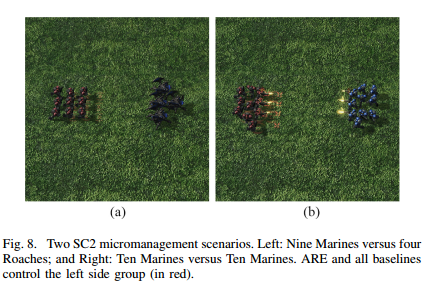 (a)
(b)
Fig. 8. Two SC2 micromanagement scenarios. Left: Nine Marines versus four
Roaches; and Right: Ten Marines versus Ten Marines. ARE and all baselines
control the left side group (in red).